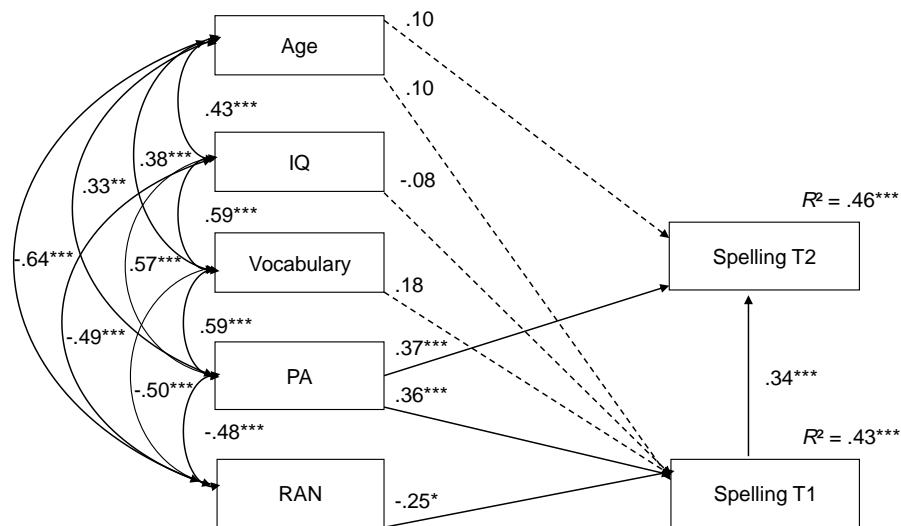 .10
Age
.10
.43***
.38***
IQ
-.08
.33**
R² = .46***
.59***
Spelling T2
-.64***
.57***
Vocabulary
.18
.59***
-.49***
.37***
PA
.34***
-.50***
.36***
-.48***
R² = .43***
RAN
-.25*
Spelling T1